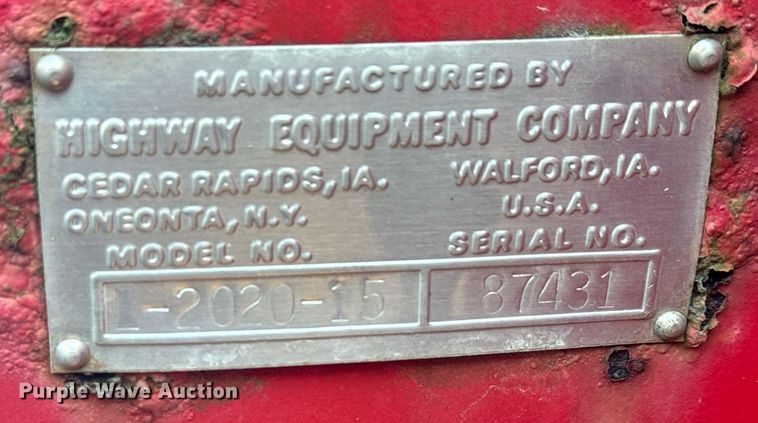 MANUFACTURED BY
HIGHWAY EQUIPMENT COMPANY
CEDAR RAPIDS, IA. WALFORD, IA.
ONEONTA, N.Y. U.S.A.
MODEL NO. SERIAL NO.
L-2020-15 87431
Purple Wave Auction